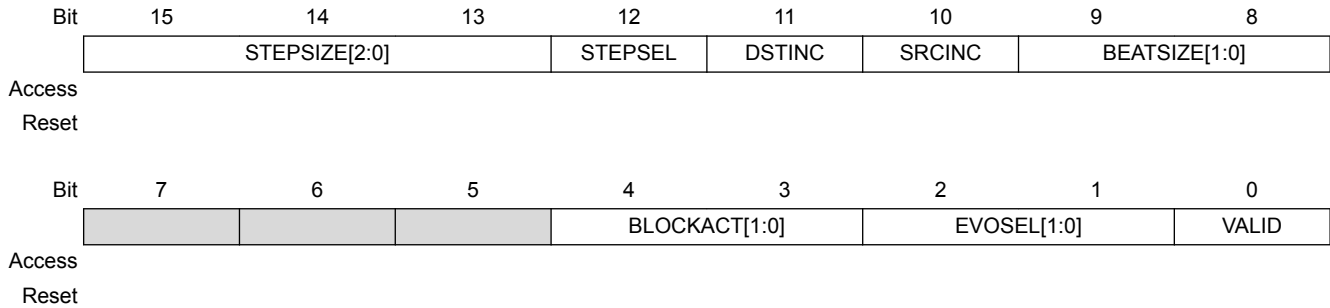 Bit 15 14 13 12 11 10 9 8
STEPSIZE[2:0] STEPSEL DSTINC SRCINC BEATSIZE[1:0]
Access
Reset
Bit 7 6 5 4 3 2 1 0
BLOCKACT[1:0] EVOSEL[1:0] VALID
Access
Reset